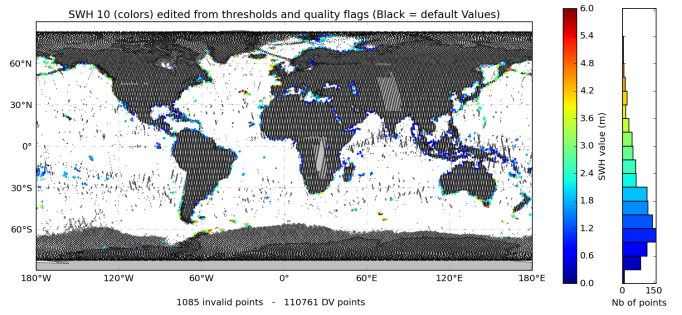 SWH 10 (colors) edited from thresholds and quality flags (Black = default Values)
60°N
30°N
0°
30°S
60°S
180°W
120°W
60°W
0°
60°E
120°E
180°E
1085 invalid points - 110761 DV points
6.0
5.4
4.8
4.2
3.6
3.0
2.4
1.8
1.2
0.6
0.0
SWH value (m)
0
150
Nb of points